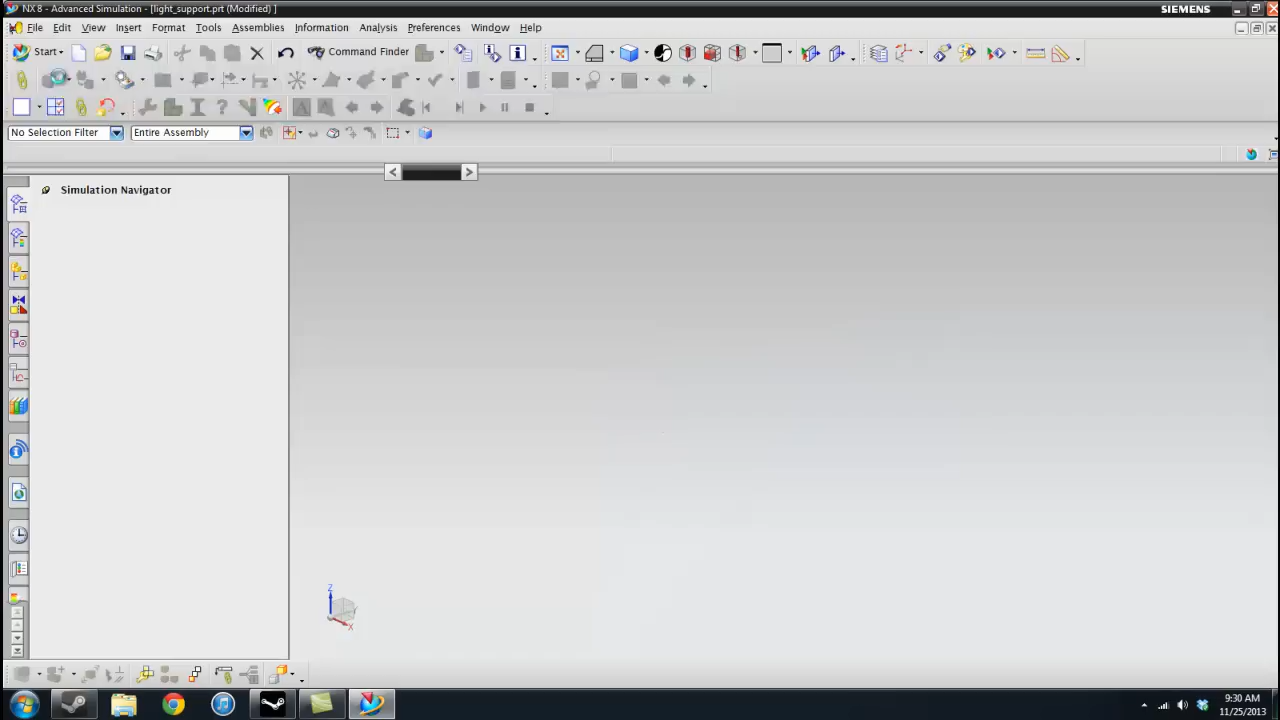 NX 8 - Advanced Simulation - [light_support.prt (Modified) ]
SIEMENS
File Edit View Insert Format Tools Assemblies Information Analysis Preferences Window Help
Start Command Finder
No Selection Filter Entire Assembly
Simulation Navigator
Z
Y
X
9:30 AM
11/25/2013